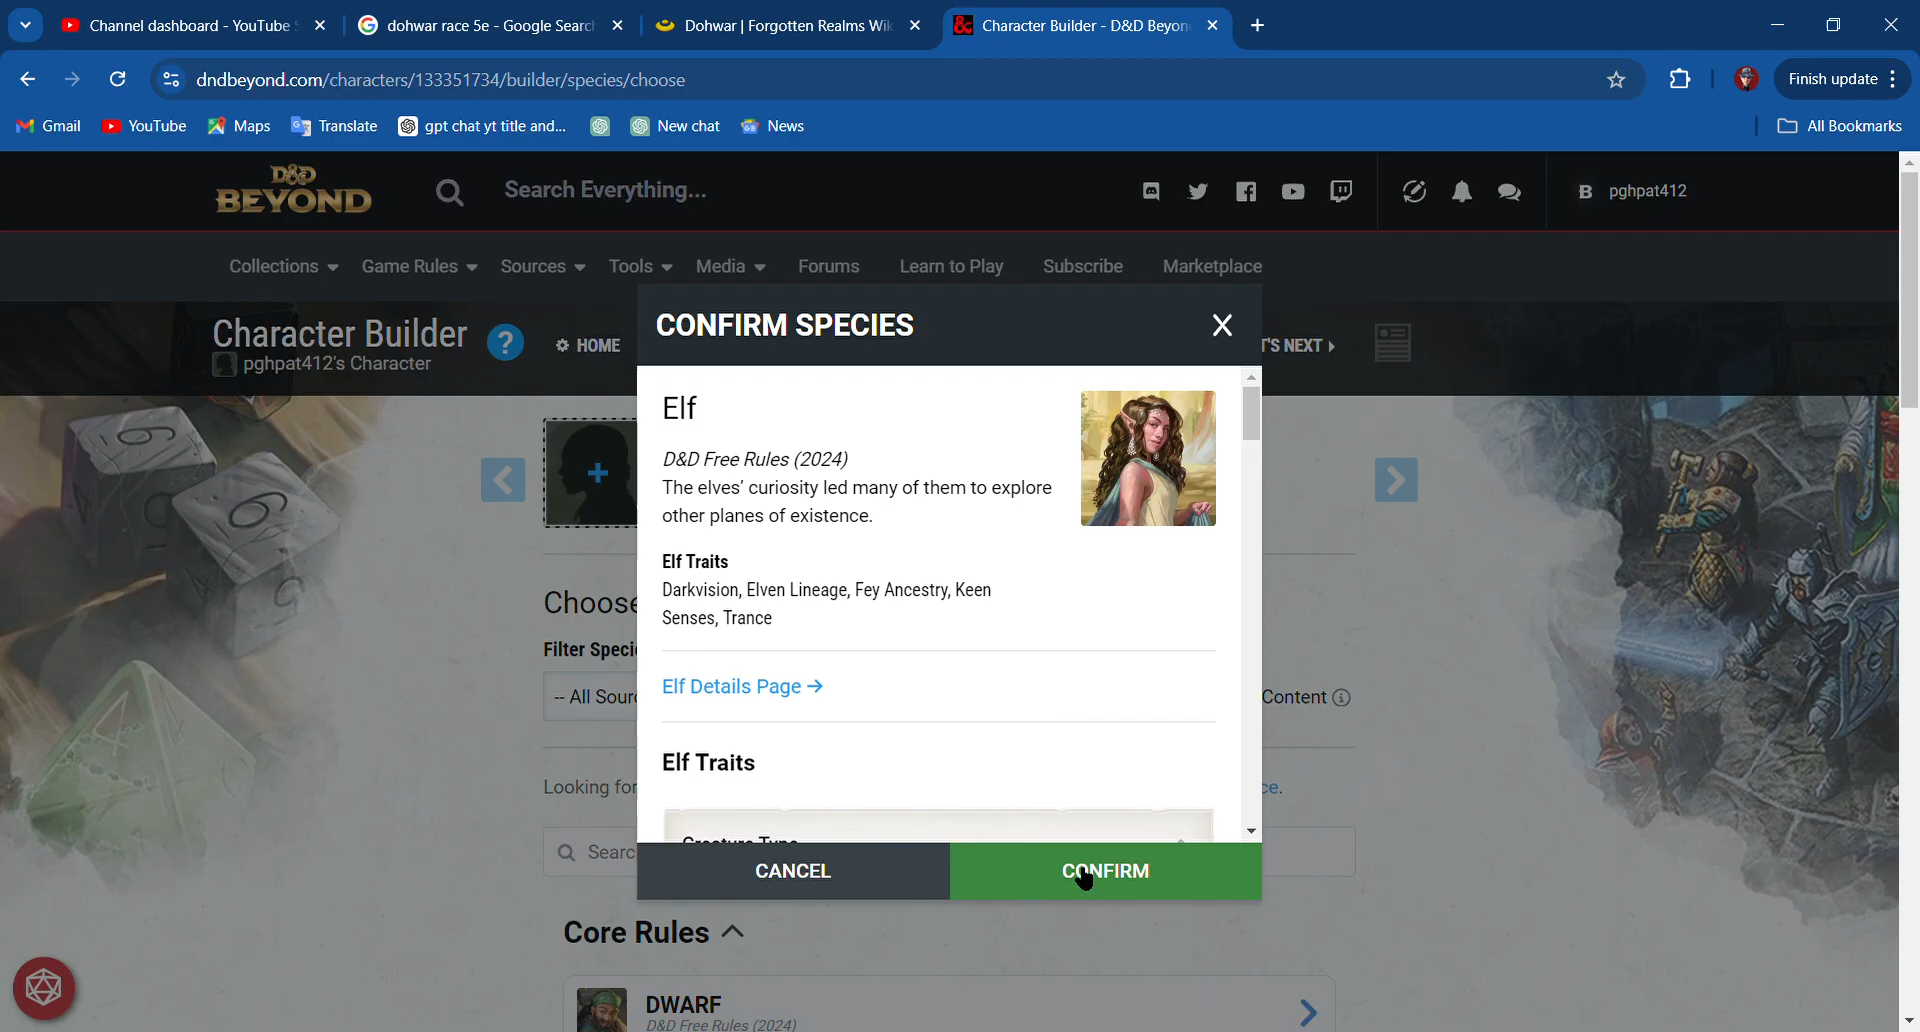 Channel dashboard - YouTube S
dohwar race 5e - Google Search
Dohwar | Forgotten Realms Wik
Character Builder - D&D Beyon
dndbeyond.com/characters/133351734/builder/species/choose
Finish update
Gmail
YouTube
Maps
Translate
gpt chat yt title and...
New chat
News
All Bookmarks
D&D
BEYOND
Search Everything...
B pghpat412
Collections
Game Rules
Sources
Tools
Media
Forums
Learn to Play
Subscribe
Marketplace
Character Builder
pghpat412's Character
?
HOME
T'S NEXT
CONFIRM SPECIES
X
Elf
D&D Free Rules (2024)
The elves' curiosity led many of them to explore
other planes of existence.
Elf Traits
Darkvision, Elven Lineage, Fey Ancestry, Keen
Senses, Trance
Elf Details Page →
Elf Traits
Creature Type
CANCEL
CONFIRM
Choose
Filter Speci
-- All Sour
Content
Looking for
ce.
Searc
Core Rules
DWARF
D&D Free Rules (2024)